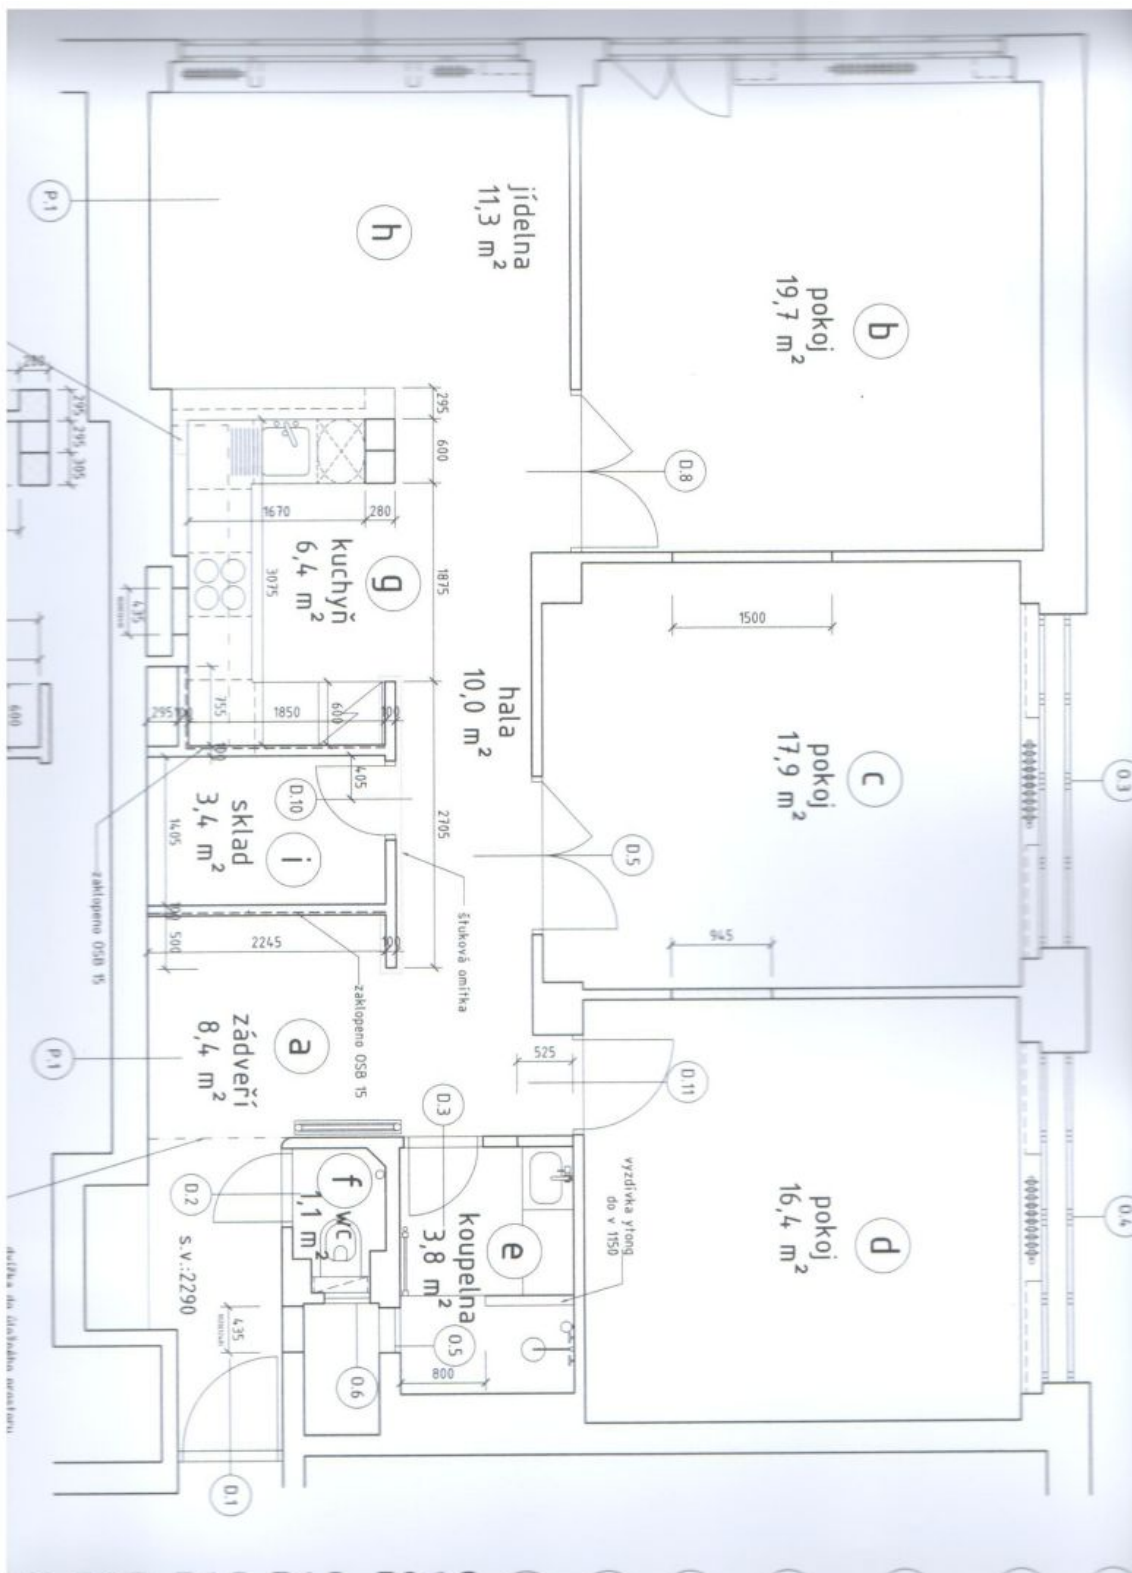 jídelna
11,3 m²
h
P.1
pokoj
19,7 m²
b
D.8
295
600
1875
2705
1670
280
kuchyň
6,4 m²
g
3075
435
280
295
295
305
600
295
755
1850
600
100
100
hala
10,0 m²
1500
pokoj
17,9 m²
c
O.3
D.5
945
405
D.10
sklad
3,4 m²
i
1405
100
500
2245
100
zaklopeno OSB 15
štuková omítka
zaklopeno OSB 15
zádveří
8,4 m²
a
P.1
525
D.11
D.3
D.2
f
wc
1,1 m²
koupelna
3,8 m²
e
vyzdívka ytong
do v 1150
pokoj
16,4 m²
d
O.4
s.v.:2290
435
O.5
O.6
800
D.1